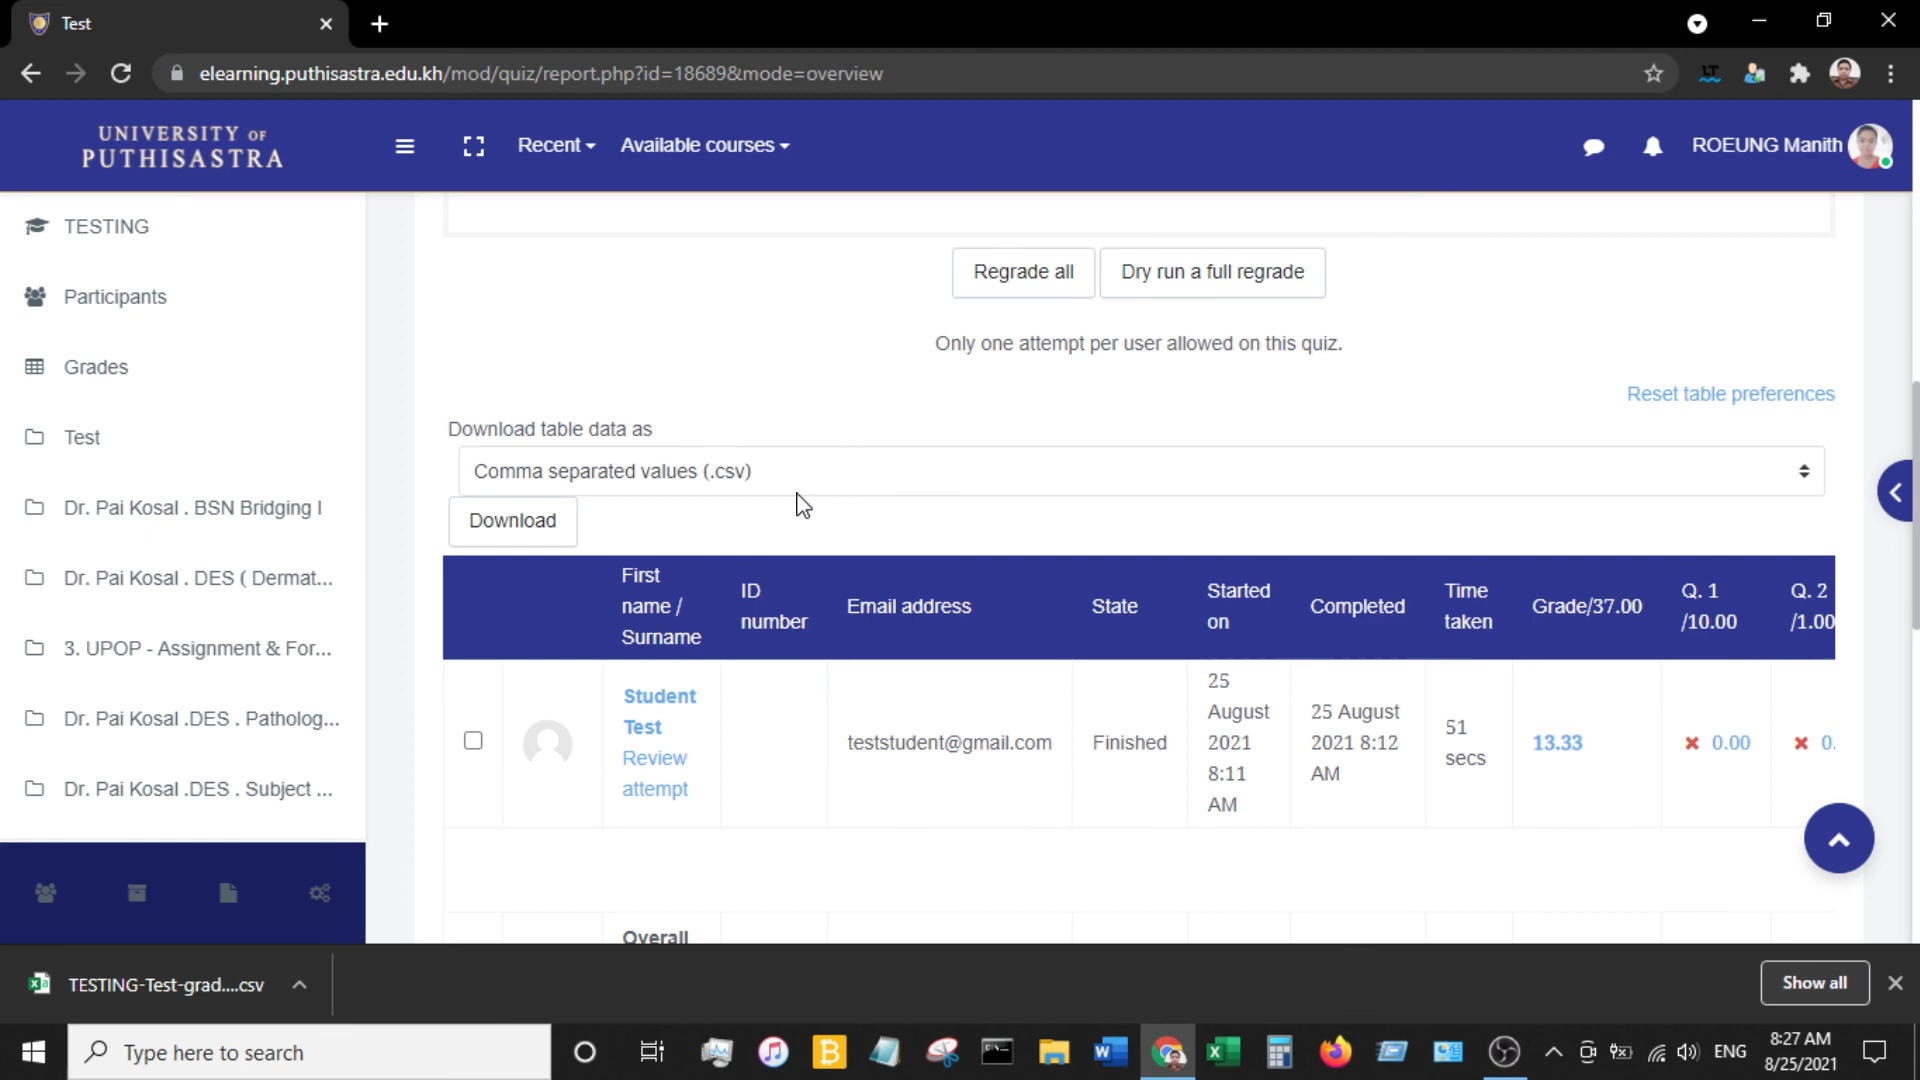 Test
elearning.puthisastra.edu.kh/mod/quiz/report.php?id=18689&mode=overview
UNIVERSITY OF
PUTHISASTRA
Recent
Available courses
ROEUNG Manith
TESTING
Participants
Grades
Test
Dr. Pai Kosal . BSN Bridging I
Dr. Pai Kosal . DES ( Dermat...
3. UPOP - Assignment & For...
Dr. Pai Kosal .DES . Patholog...
Dr. Pai Kosal .DES . Subject ...
Regrade all
Dry run a full regrade
Only one attempt per user allowed on this quiz.
Reset table preferences
Download table data as
Comma separated values (.csv)
Download
First
name /
Surname
ID
number
Email address
State
Started
on
Completed
Time
taken
Grade/37.00
Q. 1
/10.00
Q. 2
/1.00
Student
Test
Review
attempt
teststudent@gmail.com
Finished
25
August
2021
8:11
AM
25 August
2021 8:12
AM
51
secs
13.33
0.00
0.
Overall
TESTING-Test-grad....csv
Show all
Type here to search
ENG
8:27 AM
8/25/2021